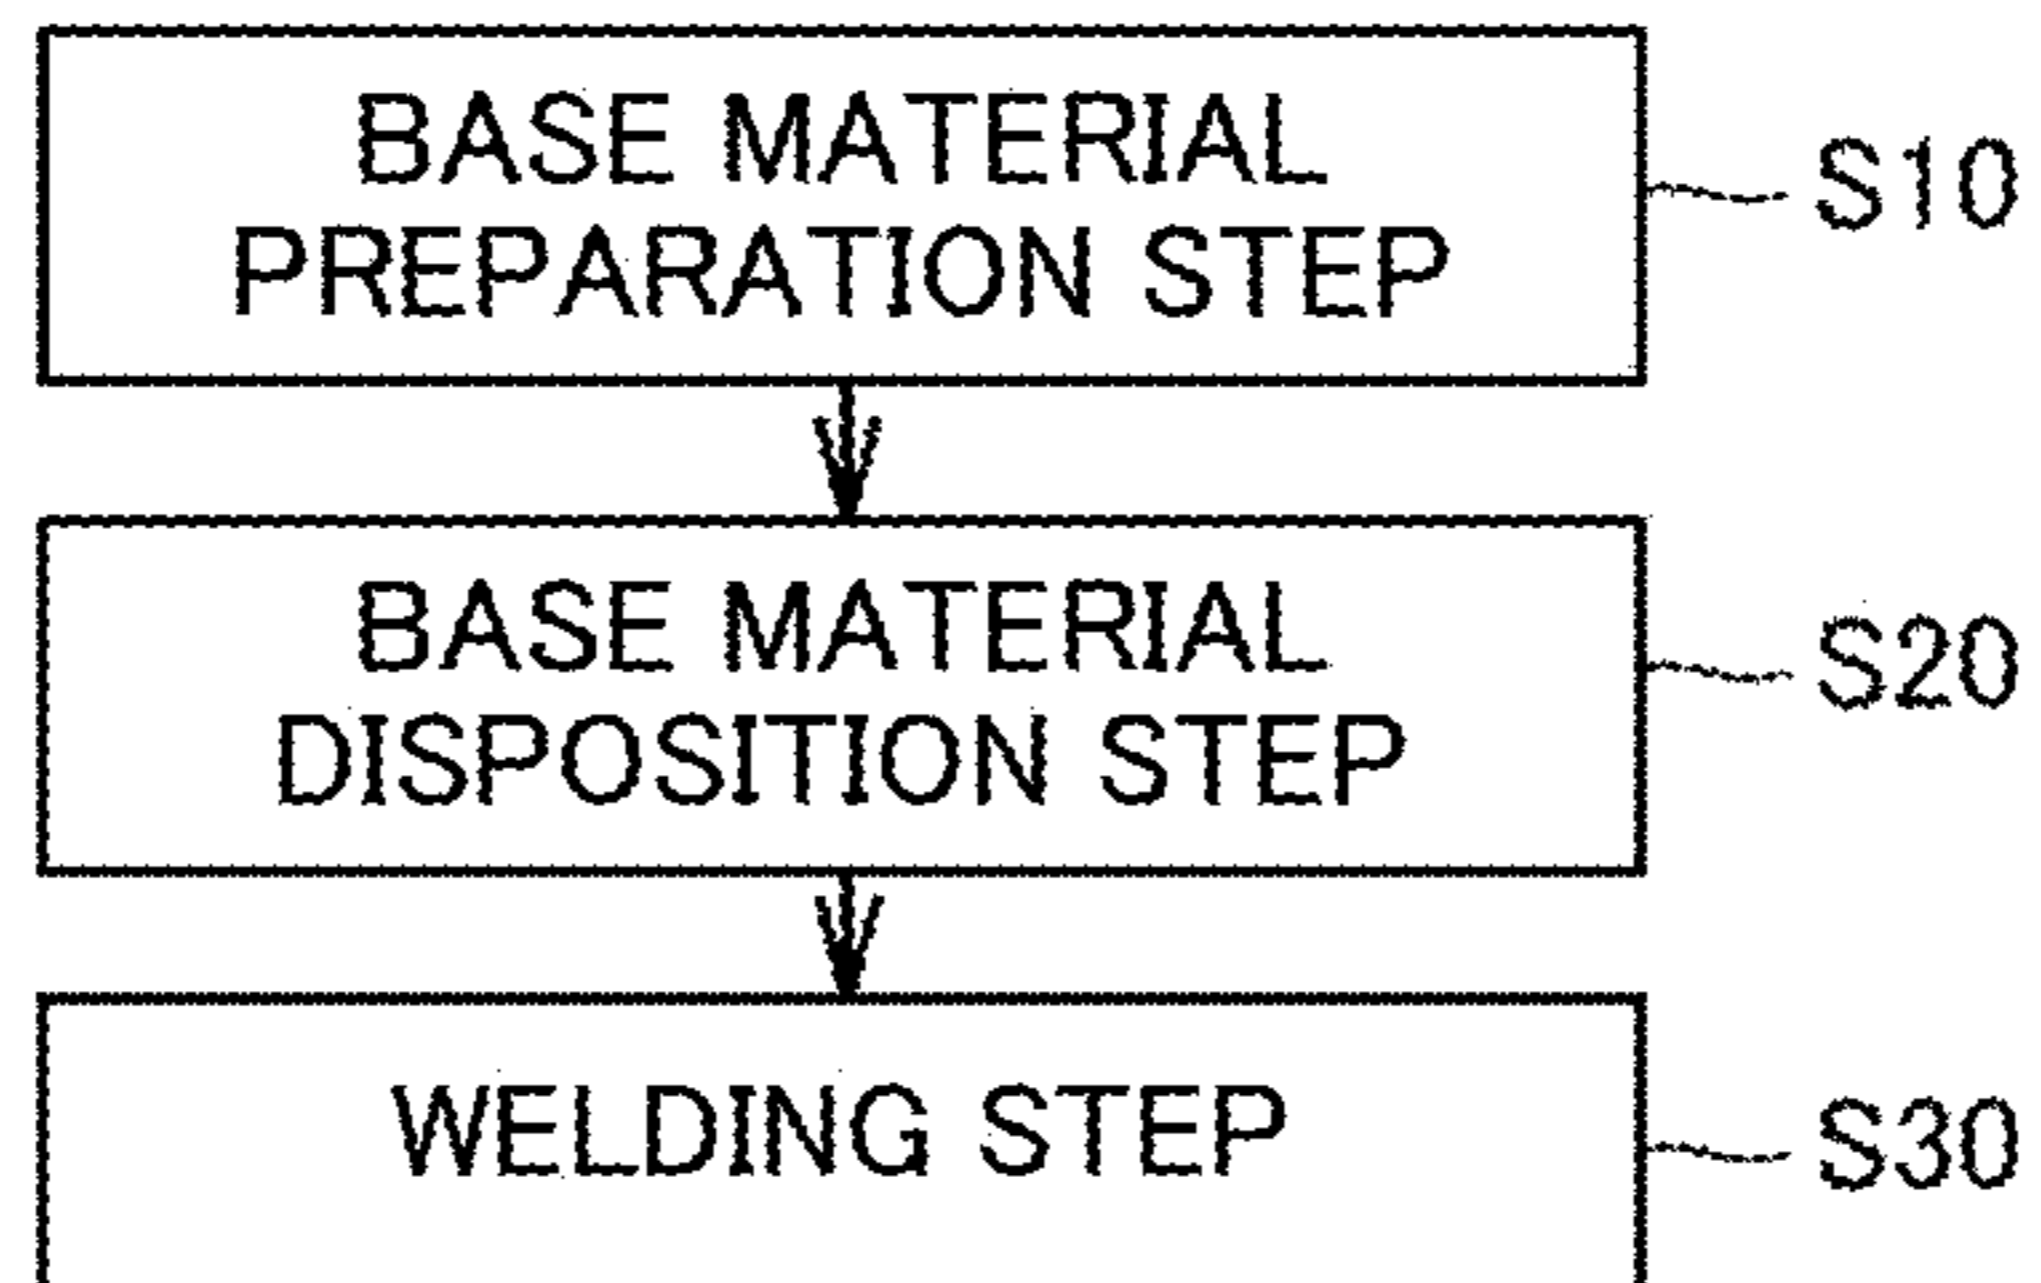 BASE MATERIAL
PREPARATION STEP
S10
BASE MATERIAL
DISPOSITION STEP
S20
WELDING STEP
S30